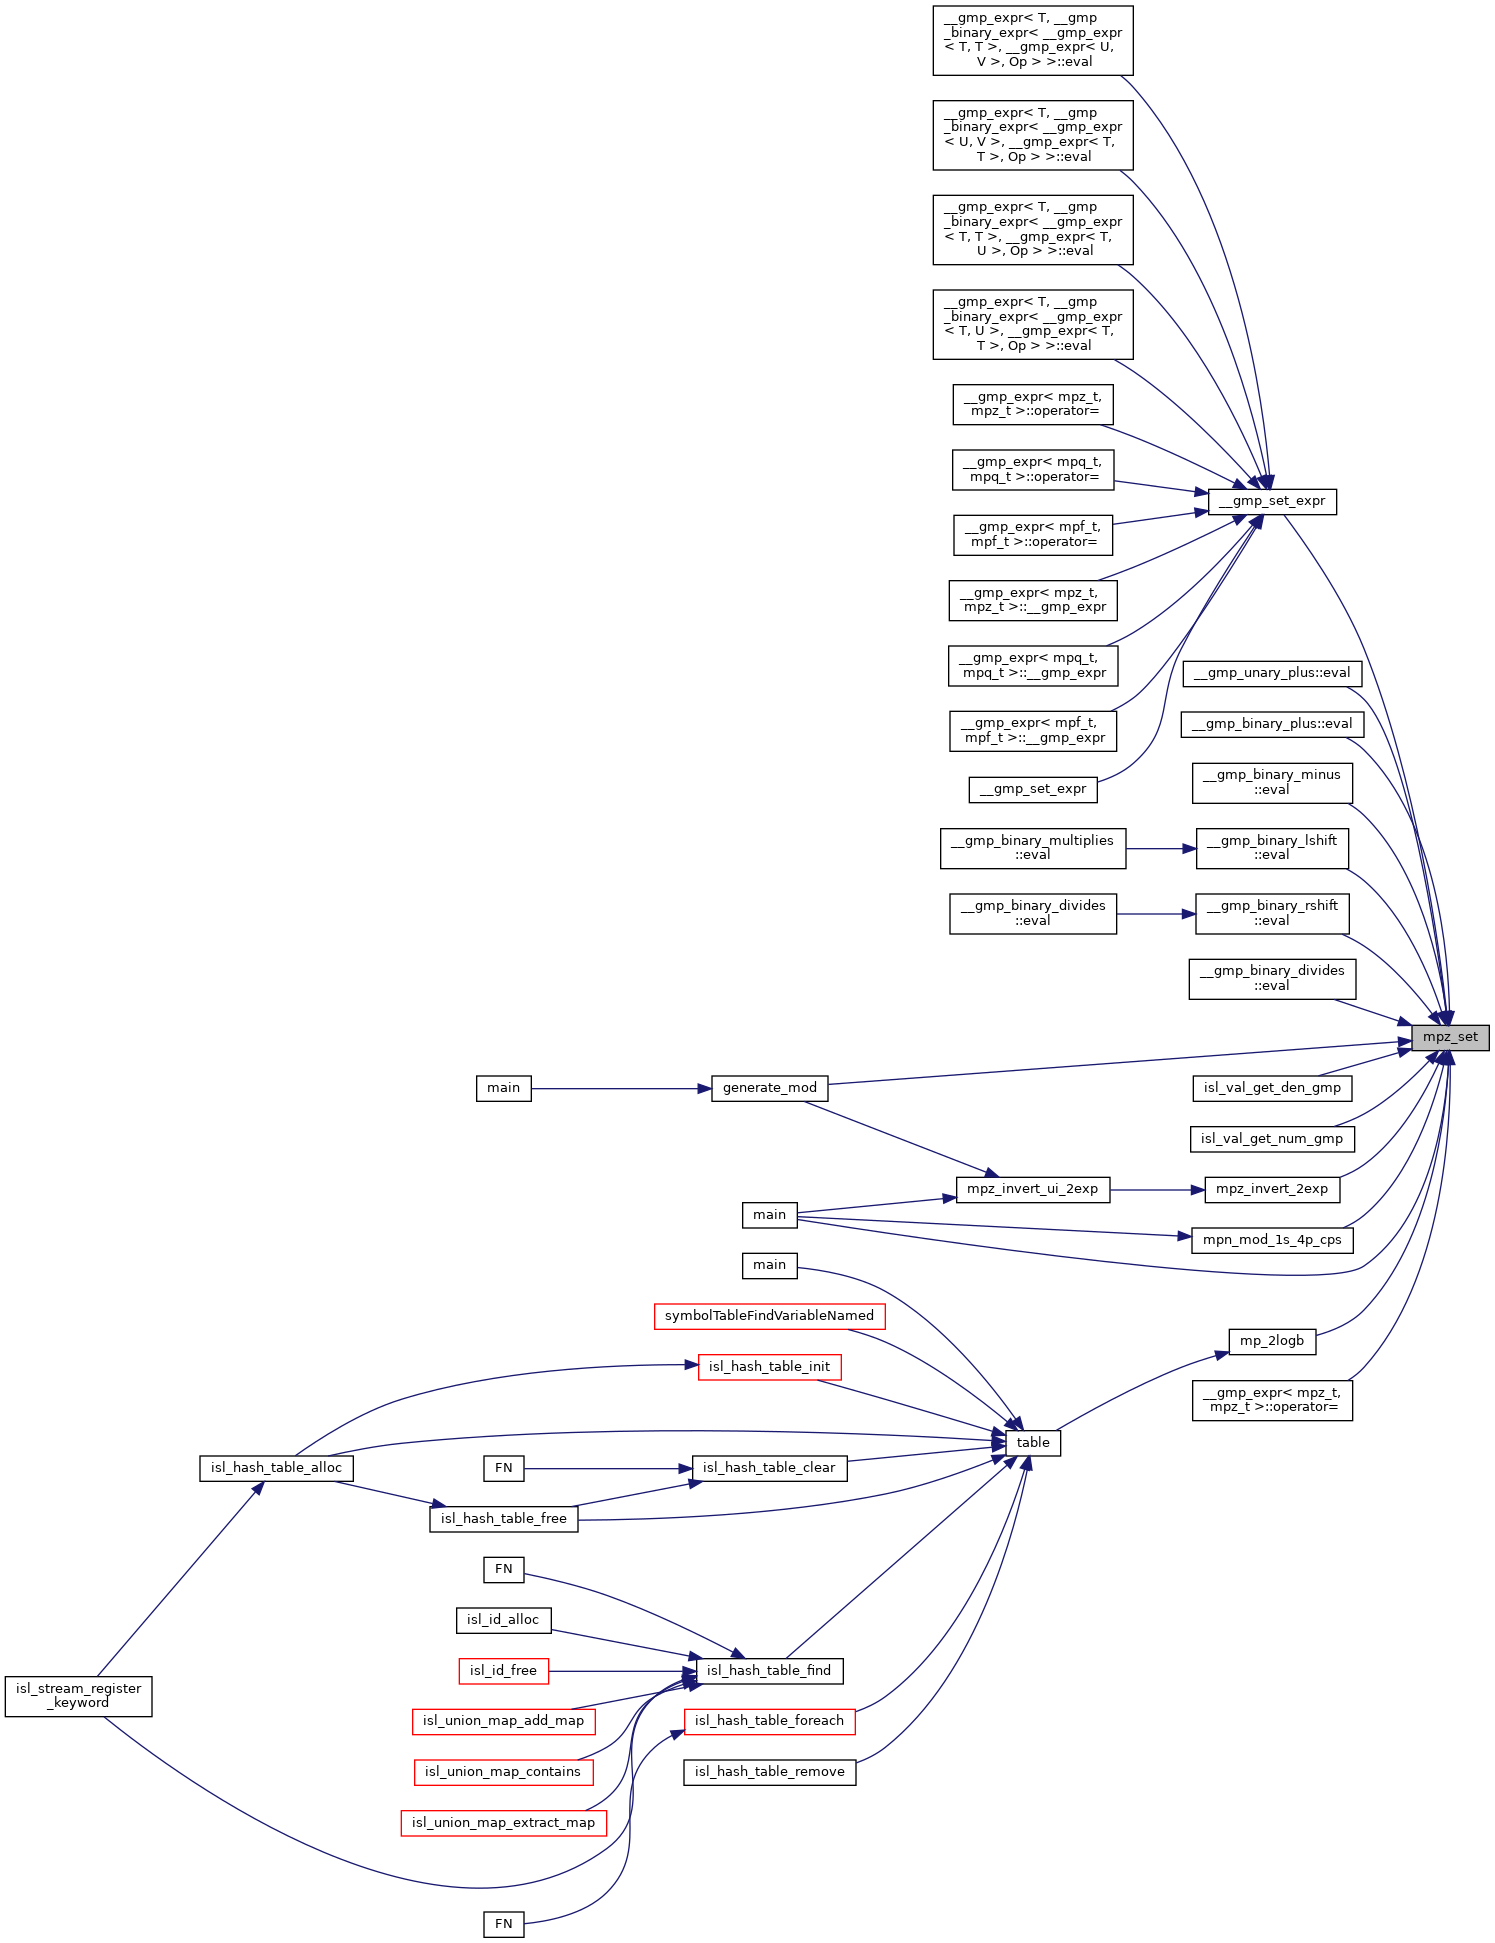 __gmp_expr< T, __gmp
_binary_expr< __gmp_expr
< T, T >, __gmp_expr< U,
V >, Op > >::eval
__gmp_expr< T, __gmp
_binary_expr< __gmp_expr
< U, V >, __gmp_expr< T,
T >, Op > >::eval
__gmp_expr< T, __gmp
_binary_expr< __gmp_expr
< T, T >, __gmp_expr< T,
U >, Op > >::eval
__gmp_expr< T, __gmp
_binary_expr< __gmp_expr
< T, U >, __gmp_expr< T,
T >, Op > >::eval
__gmp_expr< mpz_t,
mpz_t >::operator=
__gmp_expr< mpq_t,
mpq_t >::operator=
__gmp_set_expr
__gmp_expr< mpf_t,
mpf_t >::operator=
__gmp_expr< mpz_t,
mpz_t >::__gmp_expr
__gmp_expr< mpq_t,
mpq_t >::__gmp_expr
__gmp_unary_plus::eval
__gmp_expr< mpf_t,
mpf_t >::__gmp_expr
__gmp_binary_plus::eval
__gmp_set_expr
__gmp_binary_minus
::eval
__gmp_binary_multiplies
::eval
__gmp_binary_lshift
::eval
__gmp_binary_divides
::eval
__gmp_binary_rshift
::eval
__gmp_binary_divides
::eval
mpz_set
main
generate_mod
isl_val_get_den_gmp
isl_val_get_num_gmp
mpz_invert_ui_2exp
mpz_invert_2exp
main
mpn_mod_1s_4p_cps
main
symbolTableFindVariableNamed
mp_2logb
isl_hash_table_init
__gmp_expr< mpz_t,
mpz_t >::operator=
table
isl_hash_table_alloc
FN
isl_hash_table_clear
isl_hash_table_free
FN
isl_id_alloc
isl_id_free
isl_hash_table_find
isl_stream_register
_keyword
isl_union_map_add_map
isl_hash_table_foreach
isl_union_map_contains
isl_hash_table_remove
isl_union_map_extract_map
FN